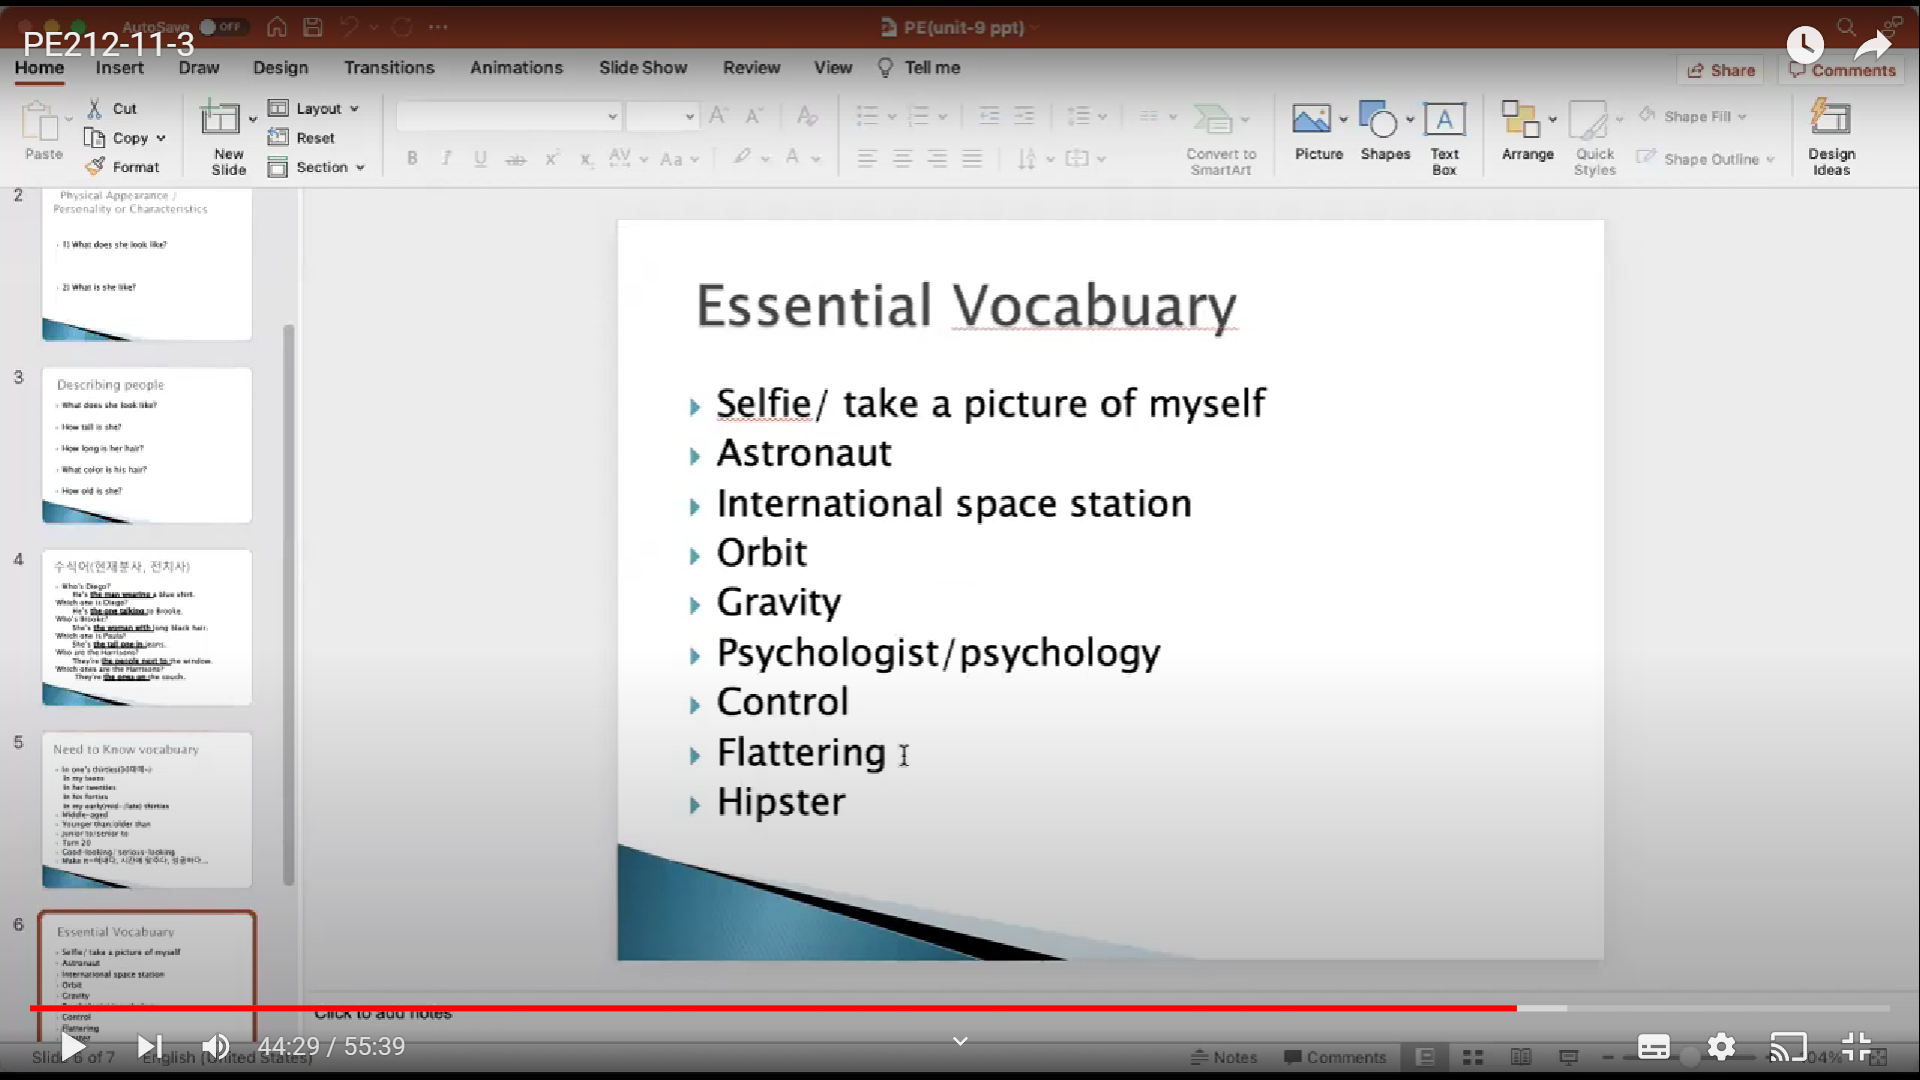 AutoSave OFF
PE(unit-9 ppt)
PE212-11-3
Home Insert Draw Design Transitions Animations Slide Show Review View Tell me
Share Comments
Paste
Cut
Copy
Format
New Slide
Layout
Reset
Section
Convert to SmartArt
Picture
Shapes
Text Box
Arrange
Quick Styles
Shape Fill
Shape Outline
Design Ideas
2
Physical Appearance /
Personality or Characteristics
1) What does she look like?
2) What is she like?
3
Describing people
What does she look like?
How tall is she?
How long is her hair?
What color is his hair?
How old is she?
4
수식어(현재분사, 전치사)
Who's Diego?
He's the man wearing a blue shirt.
Which one is Diego?
He's the one talking to Brooke.
Who's Brooke?
She's the woman with long black hair.
Which one is Paula?
She's the tall one in jeans.
Who are the Harrisons?
They're the people next to the window.
Which ones are the Harrisons?
They're the ones on the couch.
5
Need to Know vocabuary
In one's thirties
In my teens
In her twenties
In his forties
In my early(mid-/late) thirties
Middle-aged
Younger than/older than
Junior to/senior to
Turn 20
Good-looking/ serious-looking
6
Essential Vocabuary
Selfie/ take a picture of myself
Astronaut
International space station
Orbit
Gravity
Control
Flattering
Essential Vocabuary
Selfie/ take a picture of myself
Astronaut
International space station
Orbit
Gravity
Psychologist/psychology
Control
Flattering
Hipster
Click to add notes
44:29 / 55:39
Slide 6 of 7 English (United States)
Notes Comments